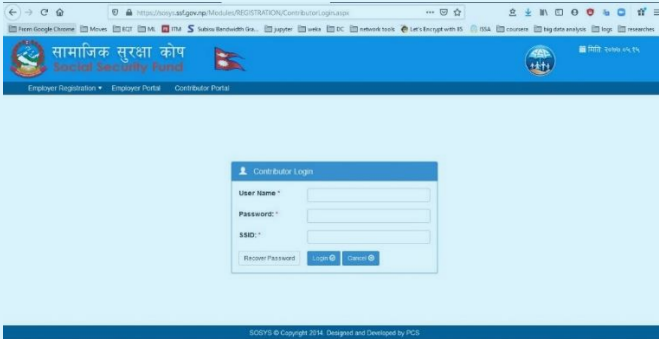 https://sosys.ssf.gov.np/Modules/REGISTRATION/ContributorLogin.aspx
From Google Chrome Moves EGT ML ITM Subisu Bandwidth Gra... jupyter weka DC network tools Let's Encrypt with IIS ISSA coursera big data analysis logs researches
सामाजिक सुरक्षा कोष
Social Security Fund
मिति:
Employer Registration Employer Portal Contributor Portal
Contributor Login
User Name *
Password: *
SSID: *
Recover Password Login Cancel
SOSYS © Copyright 2014. Designed and Developed by PCS